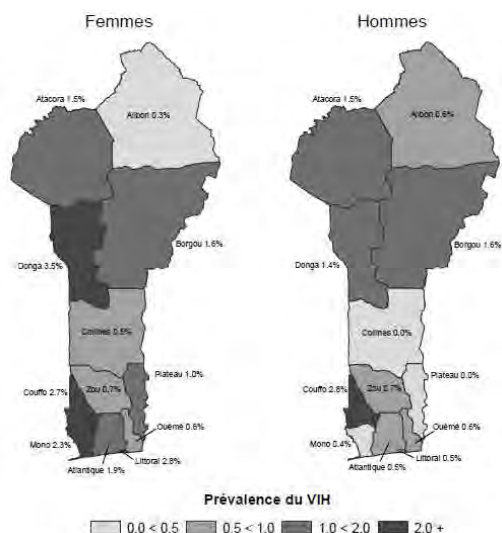 Femmes
Atacora 1.5%
Alibori 0.3%
Borgou 1.6%
Donga 3.5%
Collines 0.5%
Plateau 1.0%
Couffo 2.7%
Zou 0.7%
Ouémé 0.6%
Mono 2.3%
Littoral 2.8%
Atlantique 1.9%
Hommes
Atacora 1.5%
Alibori 0.6%
Borgou 1.6%
Donga 1.4%
Collines 0.0%
Plateau 0.0%
Couffo 2.8%
Zou 0.7%
Ouémé 0.6%
Mono 0.4%
Littoral 0.5%
Atlantique 0.5%
Prévalence du VIH
0.0 < 0.5 0.5 < 1.0 1.0 < 2.0 2.0 +